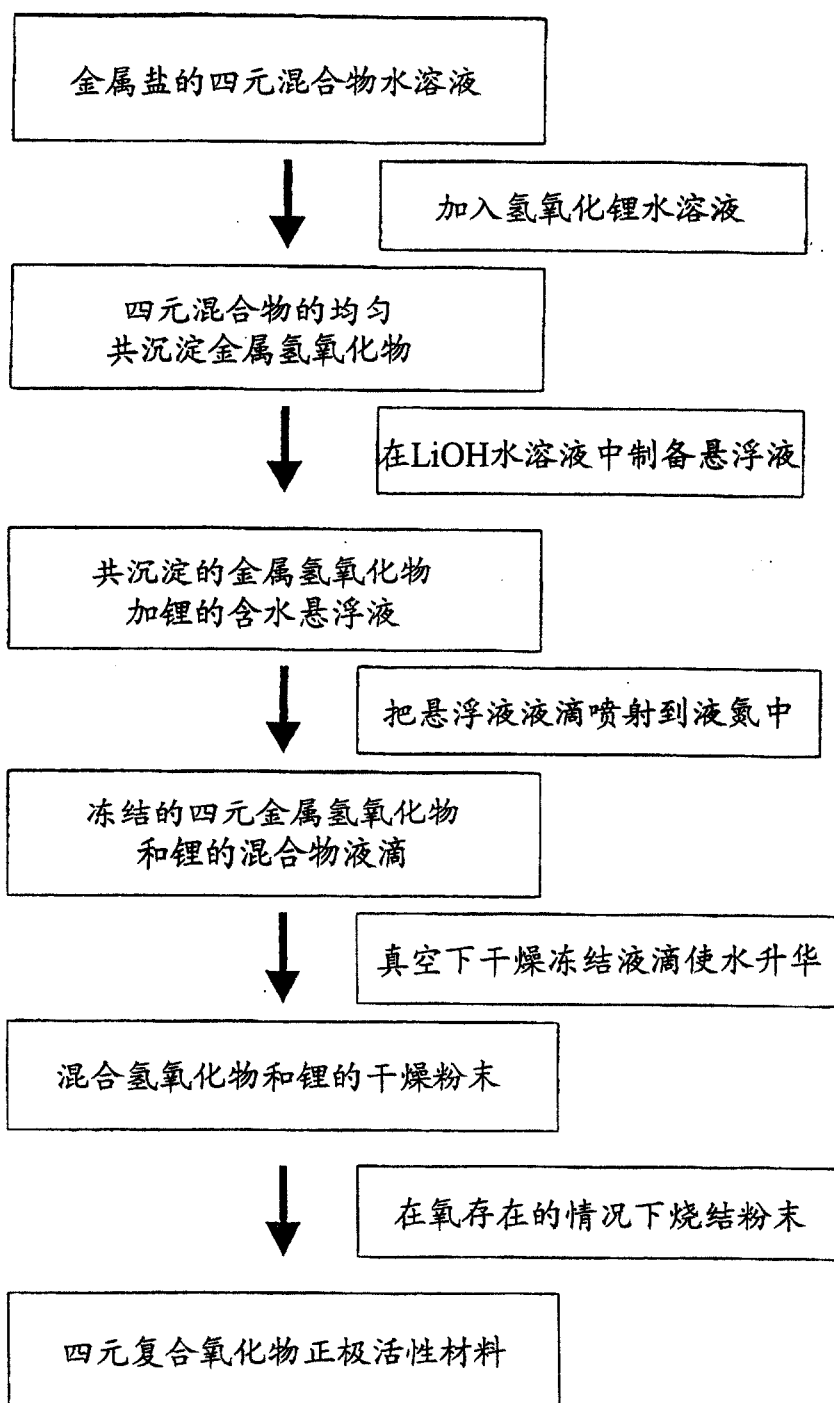 金属盐的四元混合物水溶液
加入氢氧化锂水溶液
四元混合物的均匀
共沉淀金属氢氧化物
在LiOH水溶液中制备悬浮液
共沉淀的金属氢氧化物
加锂的含水悬浮液
把悬浮液液滴喷射到液氮中
冻结的四元金属氢氧化物
和锂的混合物液滴
真空下干燥冻结液滴使水升华
混合氢氧化物和锂的干燥粉末
在氧存在的情况下烧结粉末
四元复合氧化物正极活性材料